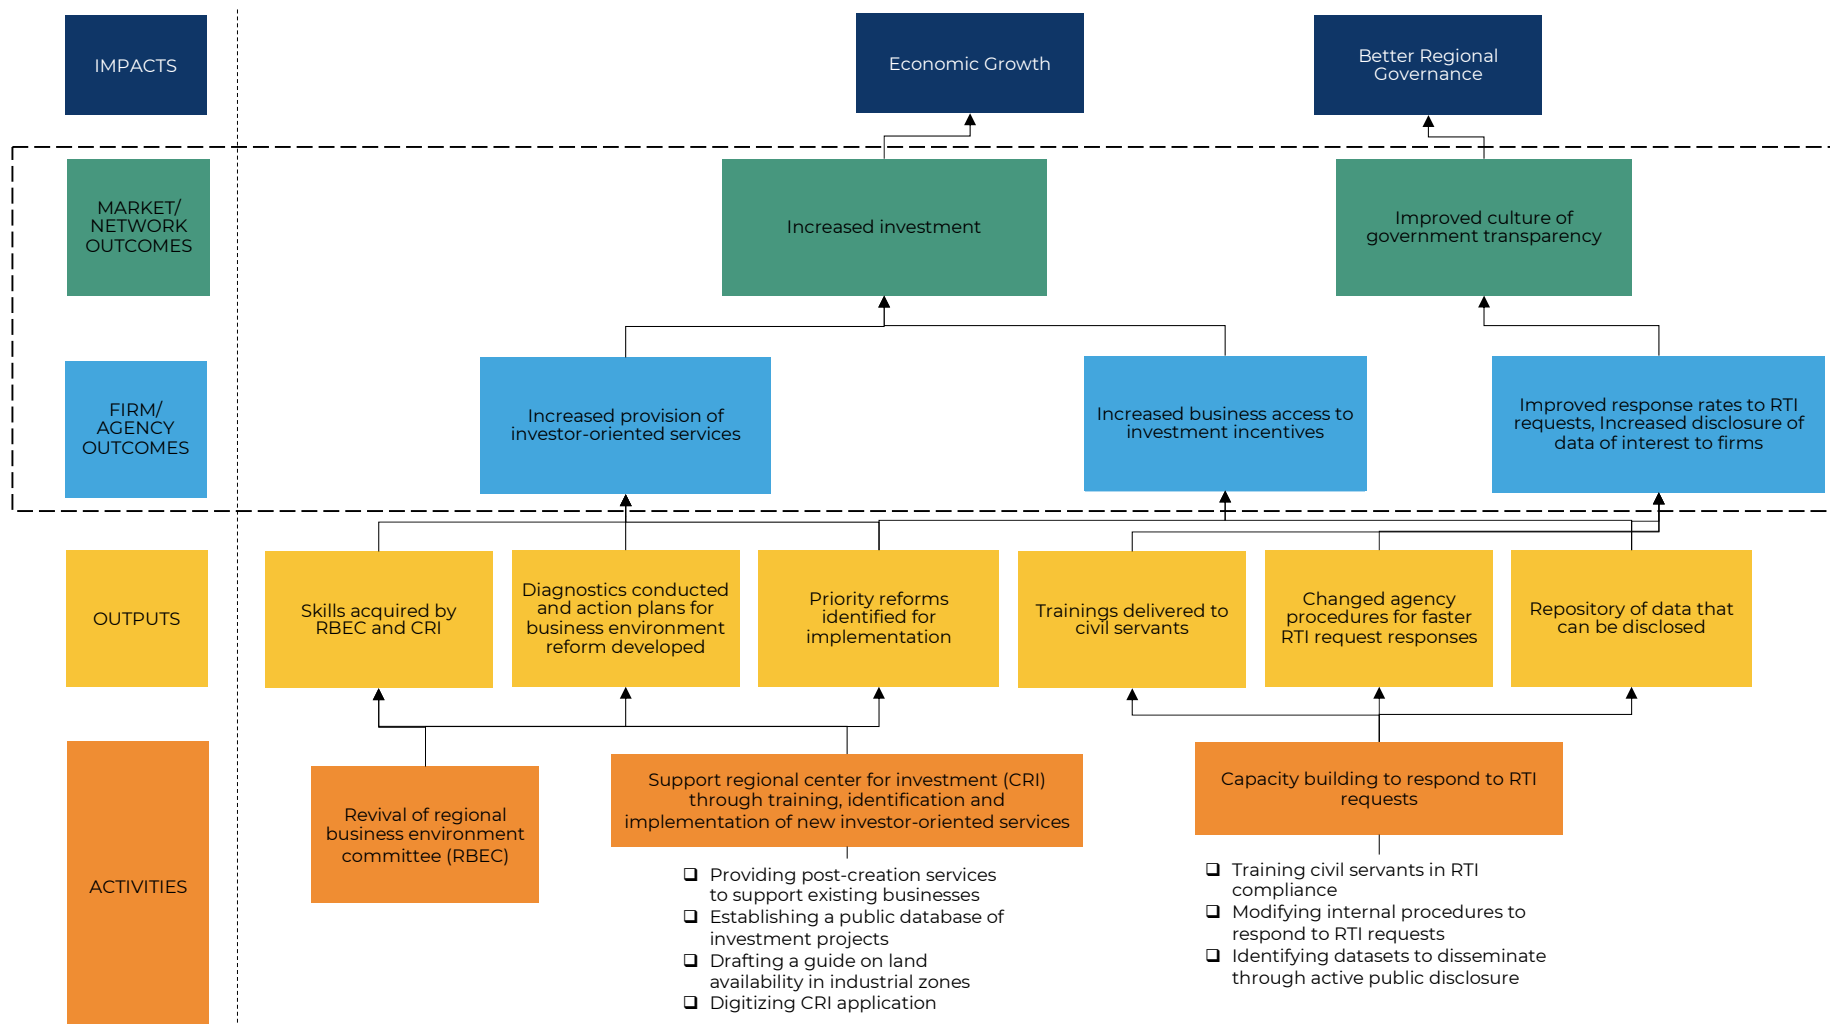 IMPACTS
Economic Growth
Better Regional
Governance
MARKET/
NETWORK
OUTCOMES
Increased investment
Improved culture of
government transparency
FIRM/
AGENCY
OUTCOMES
Increased provision of
investor-oriented services
Increased business access to
investment incentives
Improved response rates to RTI
requests, Increased disclosure of
data of interest to firms
OUTPUTS
Skills acquired by
RBEC and CRI
Diagnostics conducted
and action plans for
business environment
reform developed
Priority reforms
identified for
implementation
Trainings delivered to
civil servants
Changed agency
procedures for faster
RTI request responses
Repository of data that
can be disclosed
ACTIVITIES
Revival of regional
business environment
committee (RBEC)
Support regional center for investment (CRI)
through training, identification and
implementation of new investor-oriented services
Providing post-creation services
to support existing businesses
Establishing a public database of
investment projects
Drafting a guide on land
availability in industrial zones
Digitizing CRI application
Capacity building to respond to RTI
requests
Training civil servants in RTI
compliance
Modifying internal procedures to
respond to RTI requests
Identifying datasets to disseminate
through active public disclosure